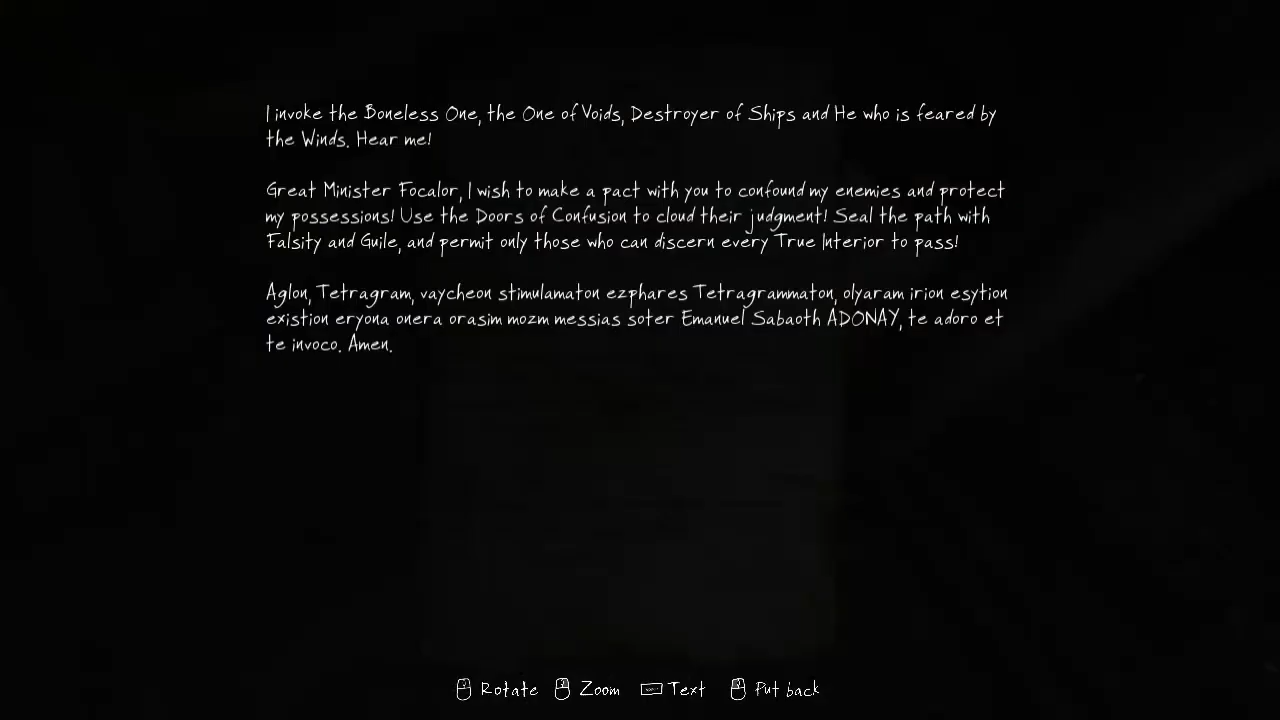 I invoke the Boneless One, the One of Voids, Destroyer of Ships and He who is feared by
the Winds. Hear me!
Great Minister Focalor, I wish to make a pact with you to confound my enemies and protect
my possessions! Use the Doors of Confusion to cloud their judgment! Seal the path with
Falsity and Guile, and permit only those who can discern every True Interior to pass!
Aglon, Tetragram, vaycheon stimulamaton ezphares Tetragrammaton, olyaram irion esytion
existion eryona onera orasim mozm messias soter Emanuel Sabaoth ADONAY, te adoro et
te invoco. Amen.
Rotate Zoom Text Put back